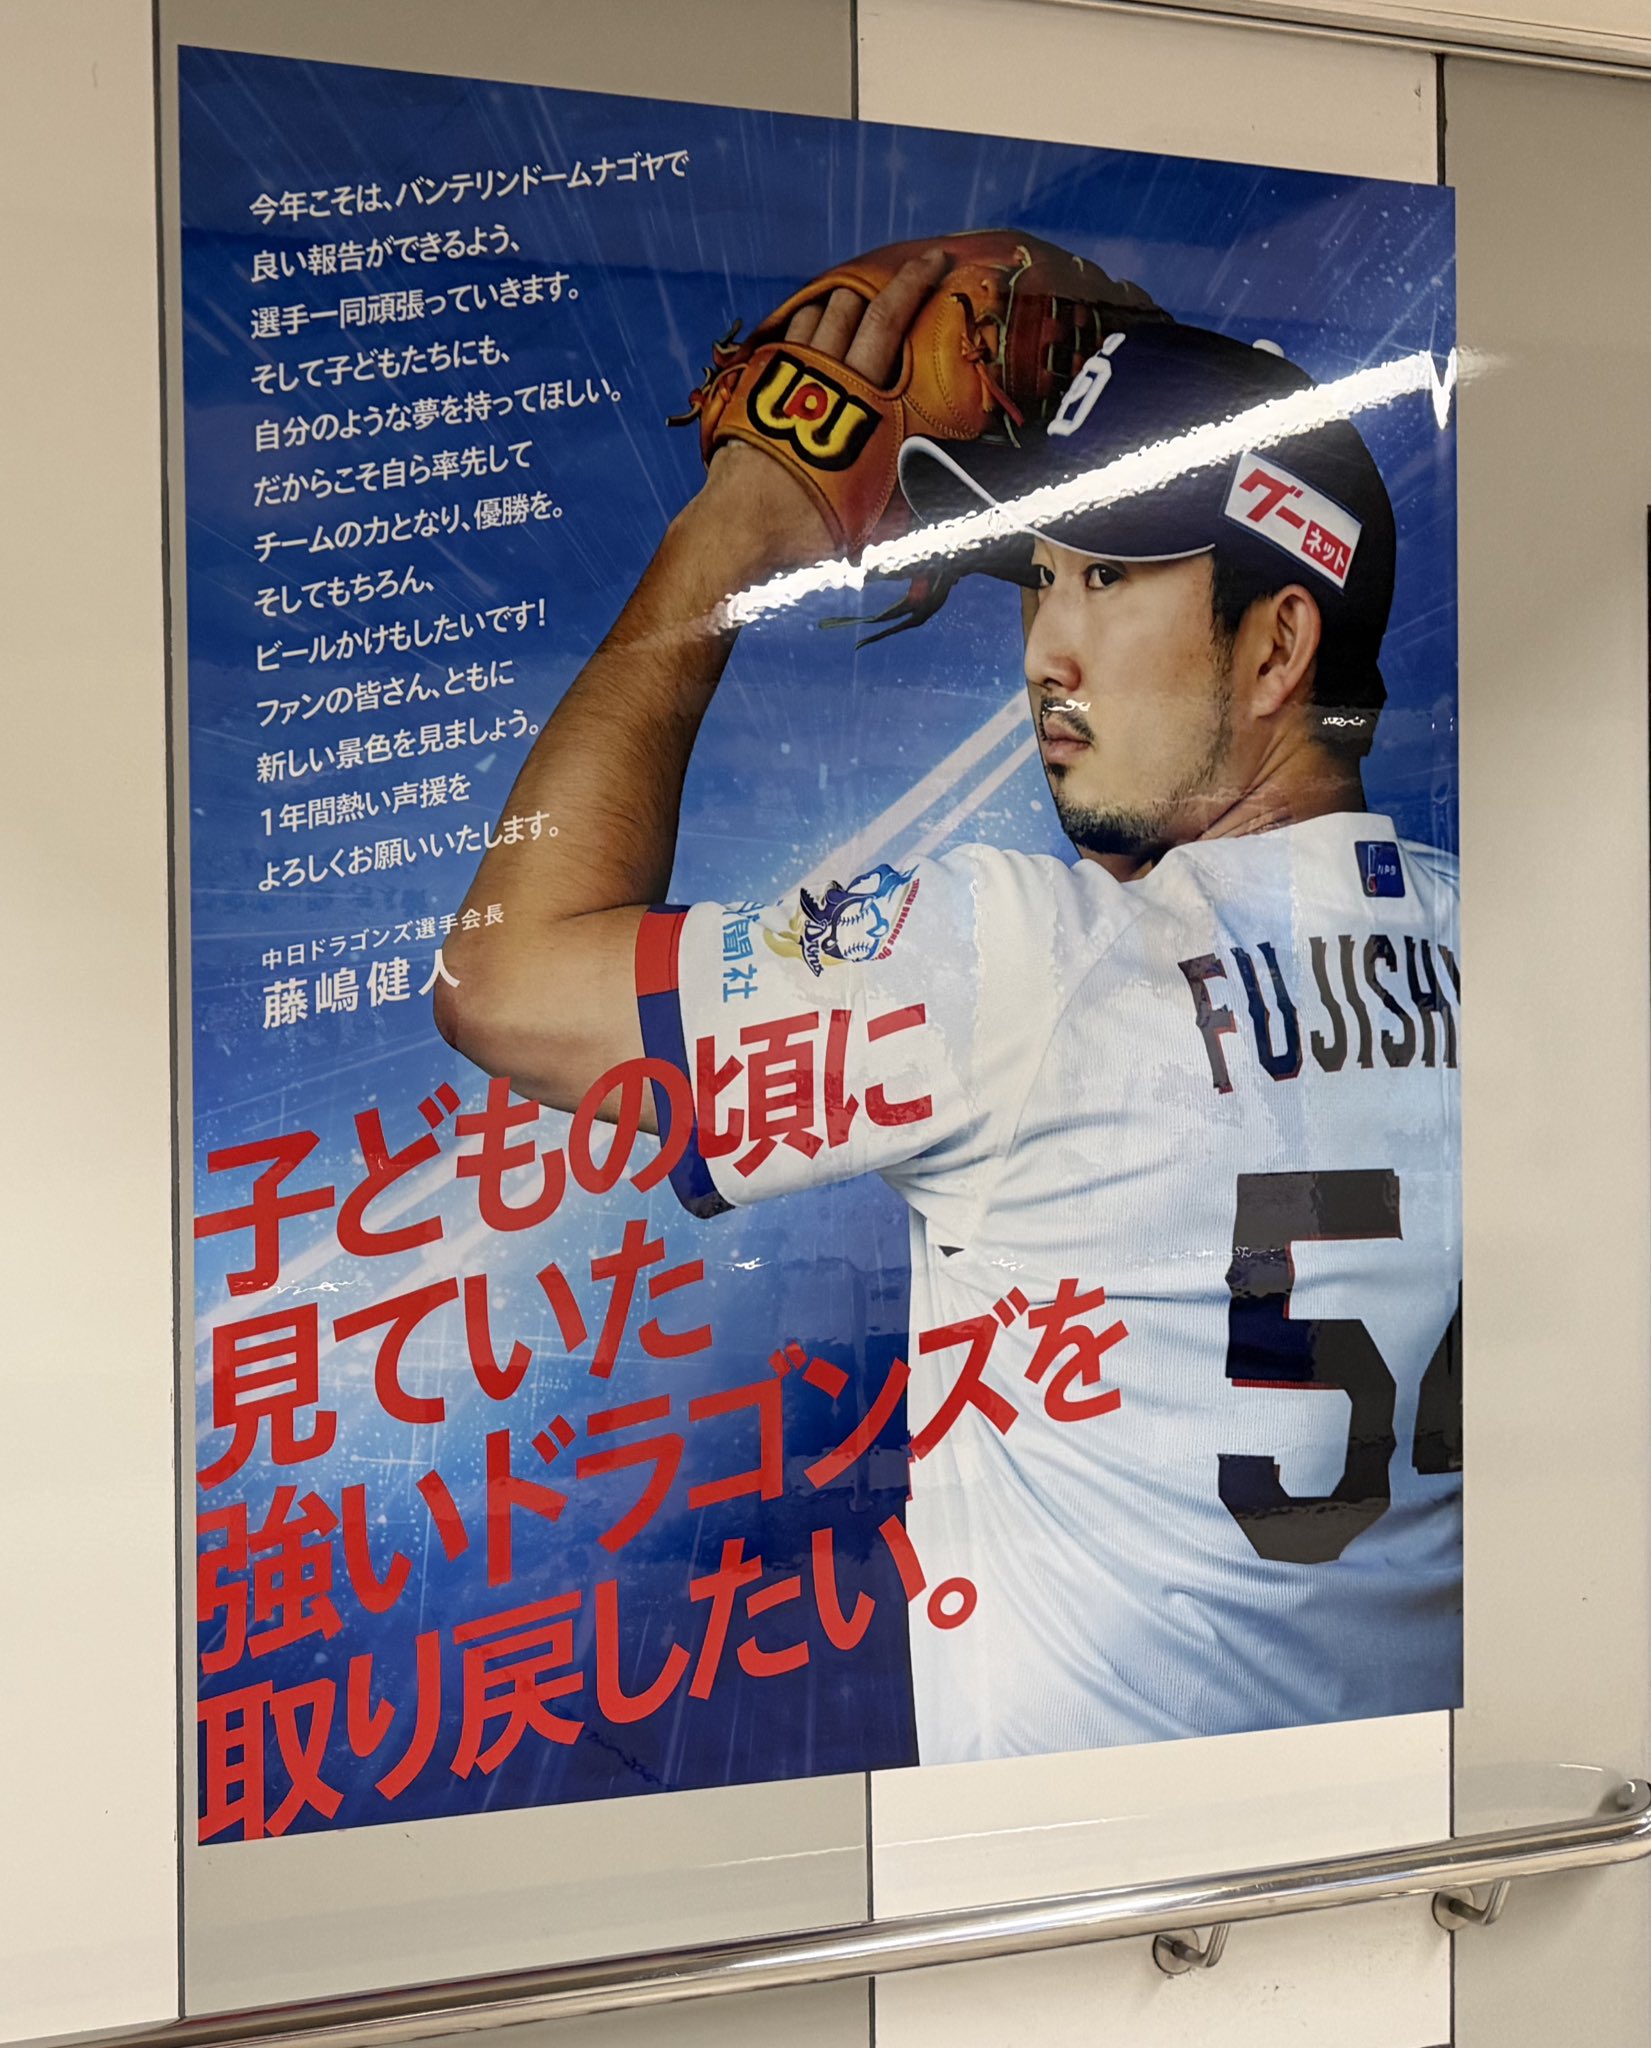 今年こそは、バンテリンドームナゴヤで
良い報告ができるよう、
選手一同頑張っていきます。
そして子どもたちにも、
自分のような夢を持ってほしい。
だからこそ自ら率先して
チームの力となり、優勝を。
そしてもちろん、
ビールかけもしたいです！
ファンの皆さん、ともに
新しい景色を見ましょう。
1年間熱い声援を
よろしくお願いいたします。
中日ドラゴンズ選手会長
藤嶋健人
子どもの頃に
見ていた
強いドラゴンズを
取り戻したい。
グー
ネット
NPB
聞社
FUJISH
54